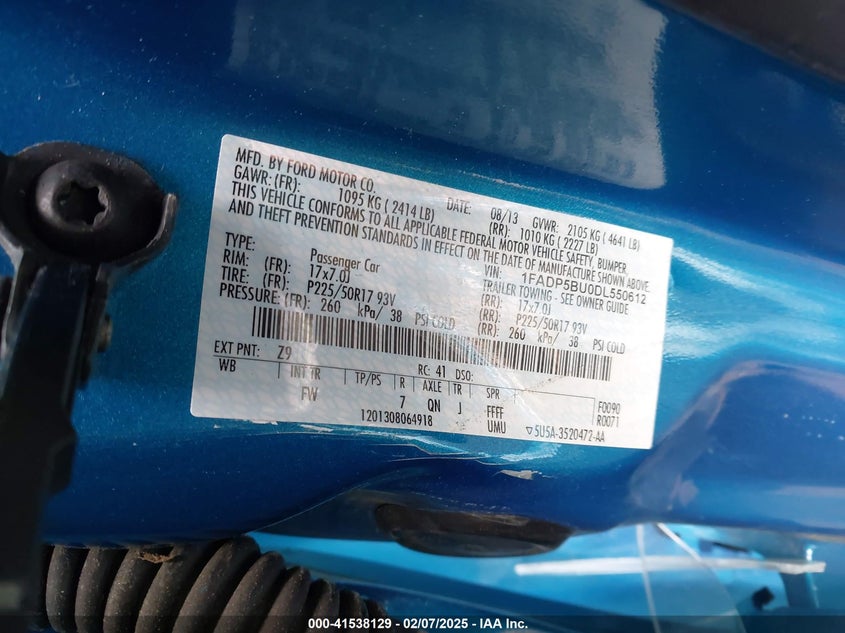 MFD. BY FORD MOTOR CO.
DATE: 08/13 GVWR: 2105 KG ( 4641 LB)
GAWR: (FR): 1095 KG ( 2414 LB) (RR): 1010 KG ( 2227 LB)
THIS VEHICLE CONFORMS TO ALL APPLICABLE FEDERAL MOTOR VEHICLE SAFETY, BUMPER,
AND THEFT PREVENTION STANDARDS IN EFFECT ON THE DATE OF MANUFACTURE SHOWN ABOVE.
VIN: 1FADP5BU0DL550612
TYPE: Passenger Car TRAILER TOWING - SEE OWNER GUIDE
RIM: (FR): 17x7.0J (RR): 17x7.0J
TIRE: (FR): P225/50R17 93V (RR): P225/50R17 93V
PRESSURE: (FR): 260 kPa/ 38 PSI COLD (RR): 260 kPa/ 38 PSI COLD
EXT PNT: Z9 RC: 41 DSO:
WB INT TR TP/PS R AXLE TR SPR
FW 7 QN J FFFF F0090
1201308064918 UMU R0071
5U5A-3520472-AA
000-41538129 — 02/07/2025 — IAA Inc.